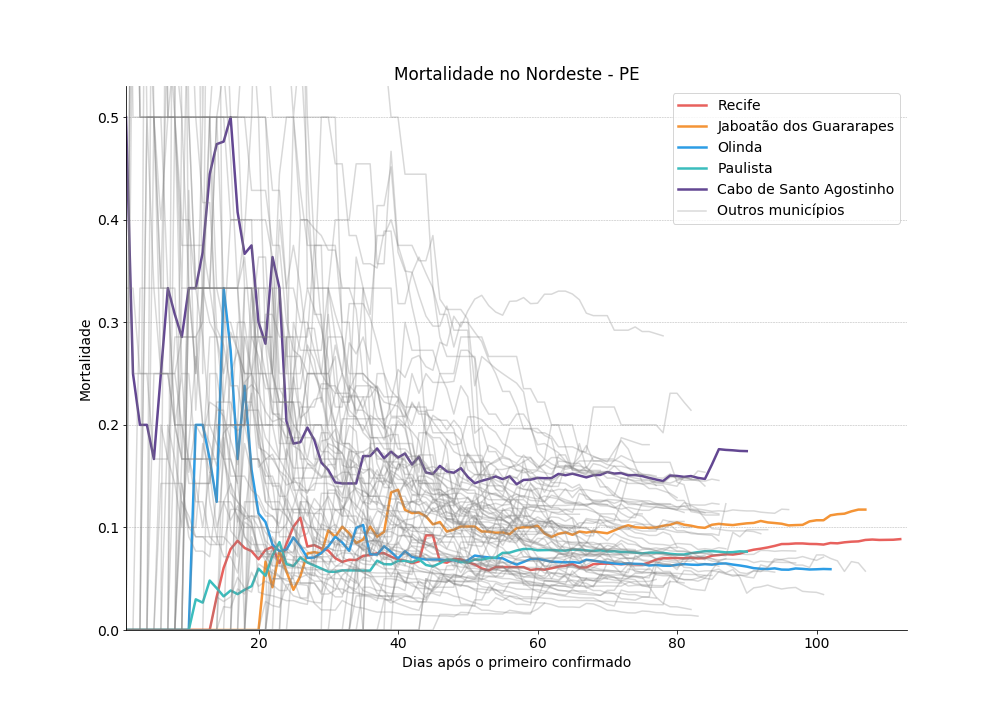 Mortalidade no Nordeste - PE
Recife
Jaboatão dos Guararapes
Olinda
Paulista
Cabo de Santo Agostinho
Outros municípios
Mortalidade
0.5
0.4
0.3
0.2
0.1
0.0
20 40 60 80 100
Dias após o primeiro confirmado